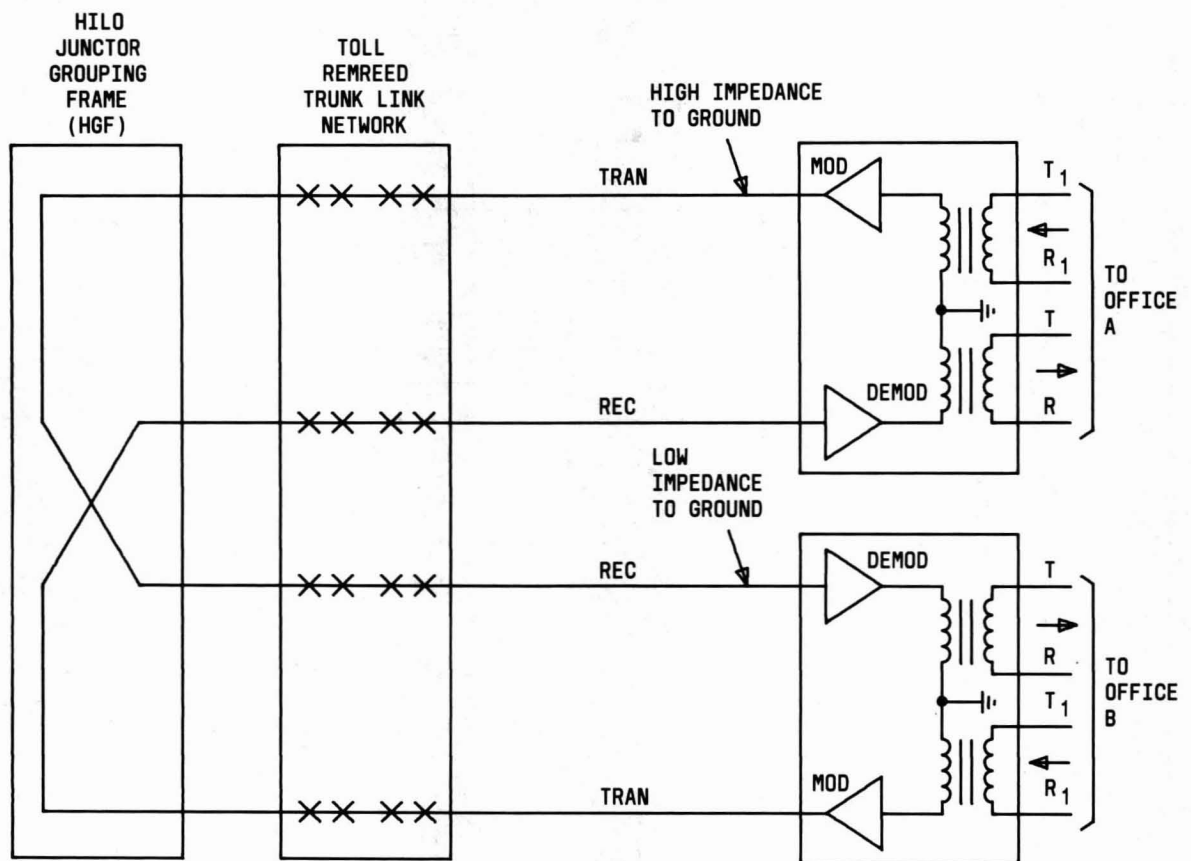 HILO
JUNCTOR
GROUPING
FRAME
(HGF)
TOLL
REMREED
TRUNK LINK
NETWORK
HIGH IMPEDANCE
TO GROUND
TRAN
MOD
T1
R1
T
R
TO
OFFICE
A
REC
DEMOD
LOW
IMPEDANCE
TO GROUND
REC
DEMOD
T
R
T1
R1
TO
OFFICE
B
TRAN
MOD